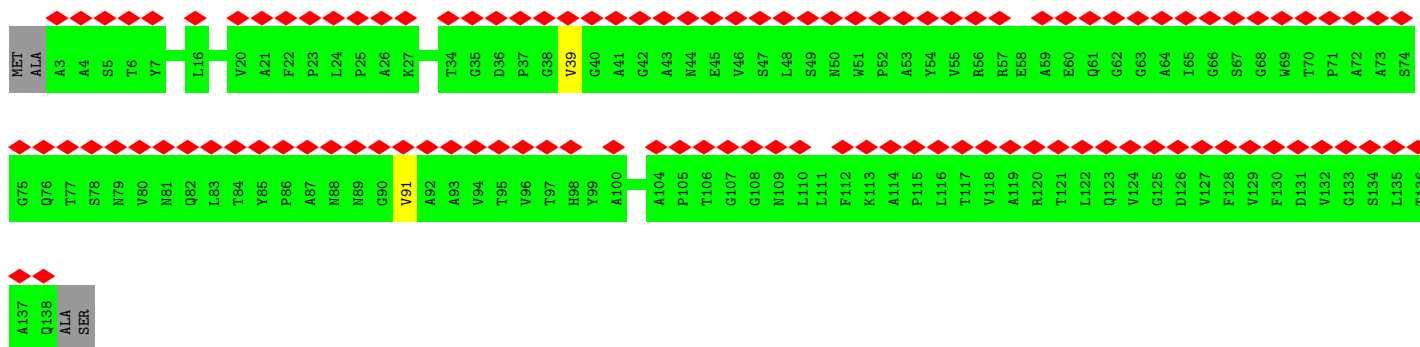 MET ALA A3 A4 S5 T6 Y7 L16 V20 A21 F22 P23 L24 P25 A26 K27 T34 G35 D36 P37 G38 V39 G40 A41 G42 A43 N44 E45 V46 S47 L48 S49 N50 W51 P52 A53 Y54 V55 R56 R57 E58 A59 E60 Q61 G62 G63 A64 I65 G66 S67 G68 W69 T70 P71 A72 A73 S74
G75 Q76 T77 S78 N79 V80 N81 Q82 L83 T84 Y85 P86 A87 N88 N89 G90 V91 A92 A93 V94 T95 V96 T97 H98 Y99 A100 A104 P105 T106 G107 G108 N109 L110 L111 F112 K113 A114 P115 L116 T117 V118 A119 R120 T121 L122 Q123 V124 G125 D126 V127 F128 V129 F130 D131 V132 G133 S134 L135 T136
A137 Q138 ALA SER